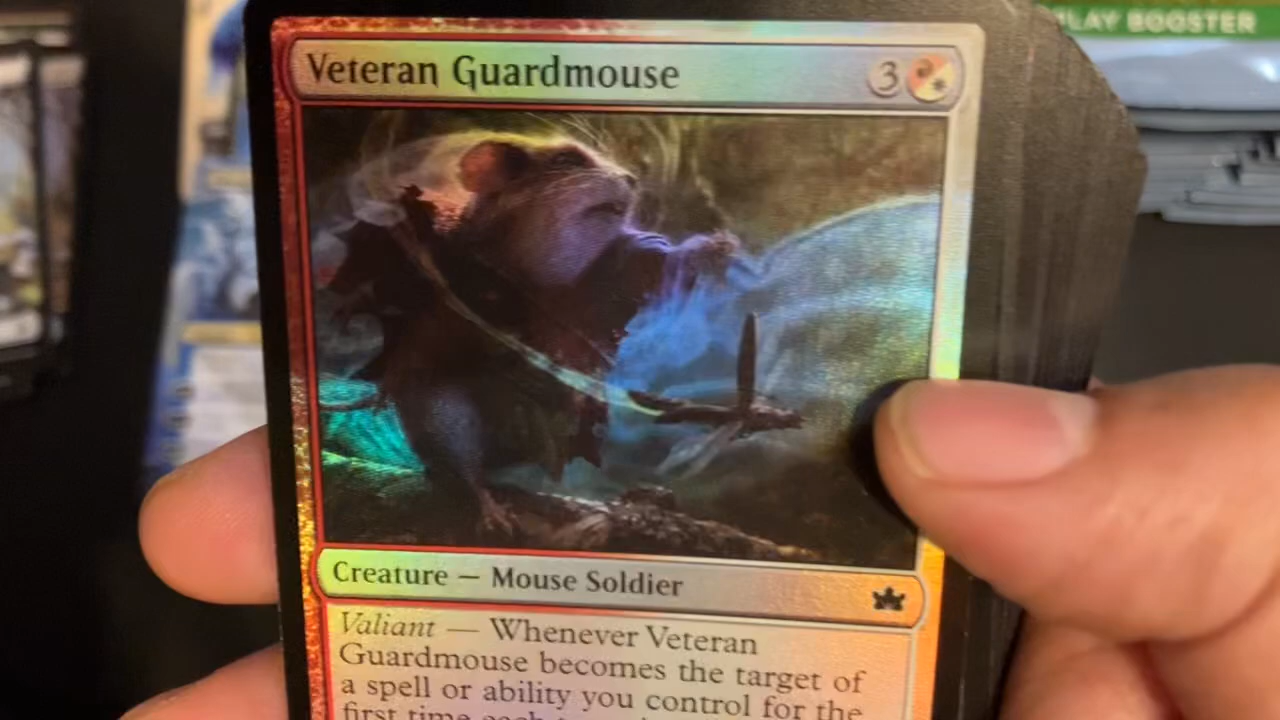 PLAY BOOSTER
Veteran Guardmouse 3
Creature — Mouse Soldier
Valiant — Whenever Veteran
Guardmouse becomes the target of
a spell or ability you control for the
first time each